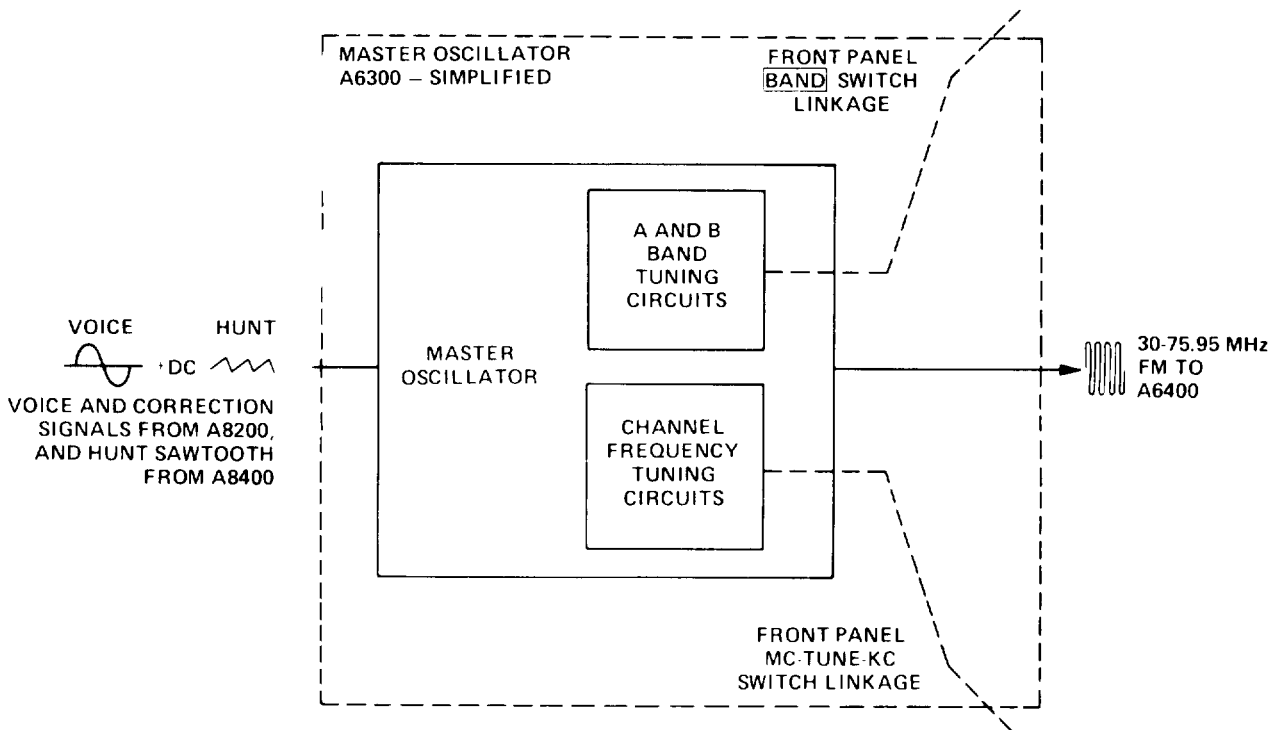 MASTER OSCILLATOR
A6300 – SIMPLIFIED
FRONT PANEL
BAND SWITCH
LINKAGE
A AND B
BAND
TUNING
CIRCUITS
VOICE HUNT
+DC
VOICE AND CORRECTION
SIGNALS FROM A8200,
AND HUNT SAWTOOTH
FROM A8400
MASTER
OSCILLATOR
CHANNEL
FREQUENCY
TUNING
CIRCUITS
30-75.95 MHz
FM TO
A6400
FRONT PANEL
MC-TUNE-KC
SWITCH LINKAGE